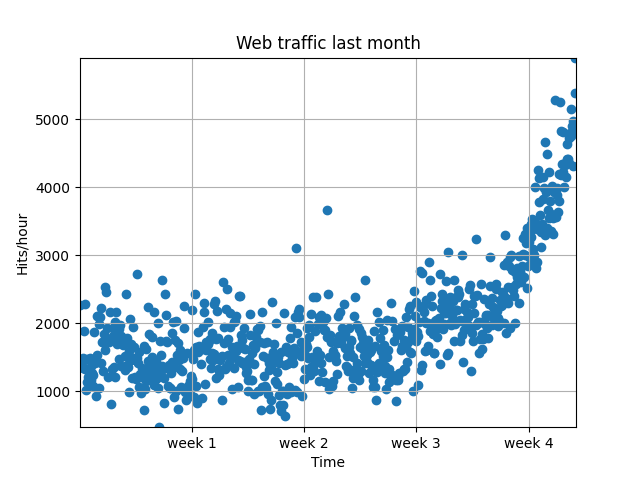 Web traffic last month
Hits/hour
5000
4000
3000
2000
1000
week 1 week 2 week 3 week 4
Time